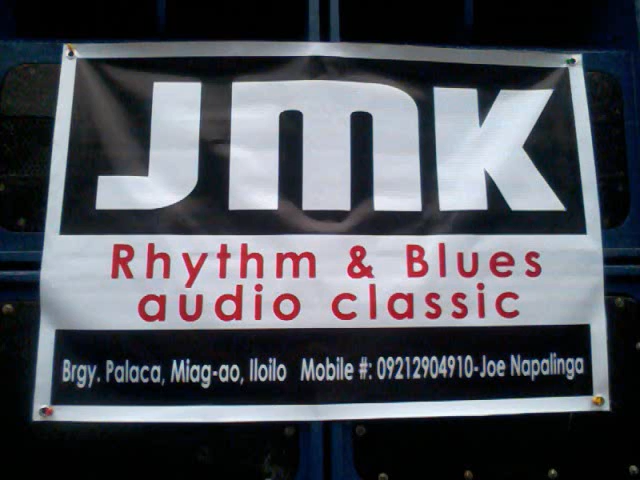 JMK
Rhythm & Blues
audio classic
Brgy. Palaca, Miag-ao, Iloilo Mobile #: 09212904910-Joe Napalinga